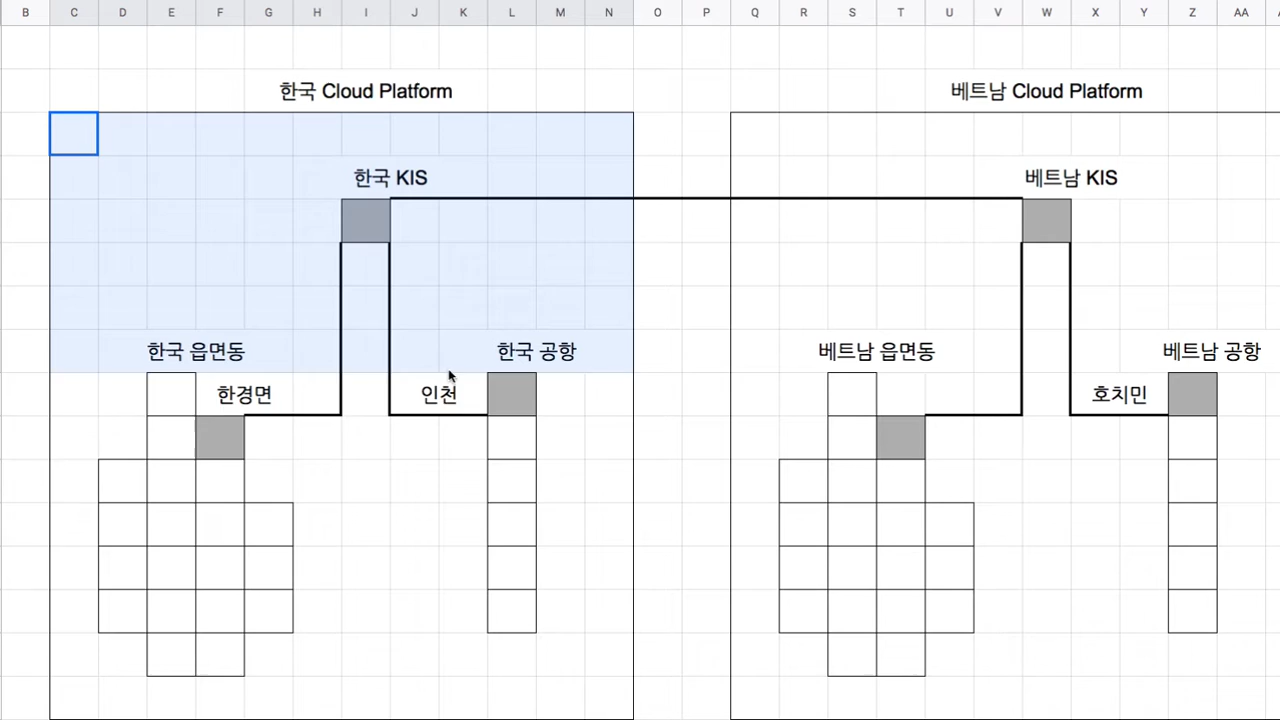 B C D E F G H I J K L M N O P Q R S T U V W X Y Z AA
한국 Cloud Platform 베트남 Cloud Platform
한국 KIS 베트남 KIS
한국 읍면동 한국 공항 베트남 읍면동 베트남 공항
한경면 인천 호치민